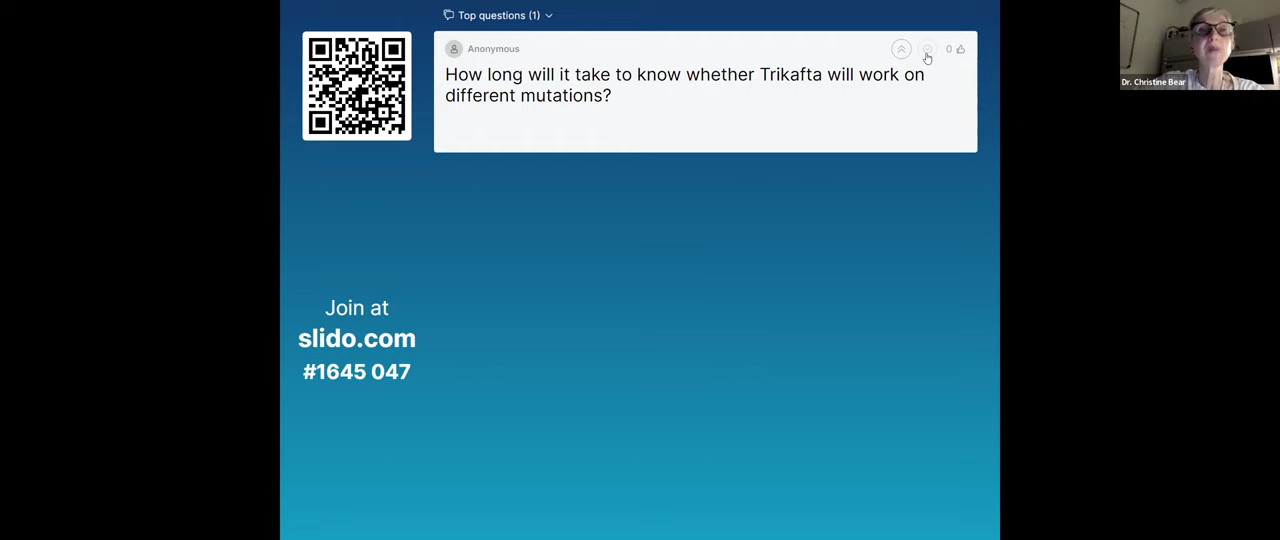 Top questions (1)
Anonymous
0
How long will it take to know whether Trikafta will work on
different mutations?
Dr. Christine Bear
Join at
slido.com
#1645 047